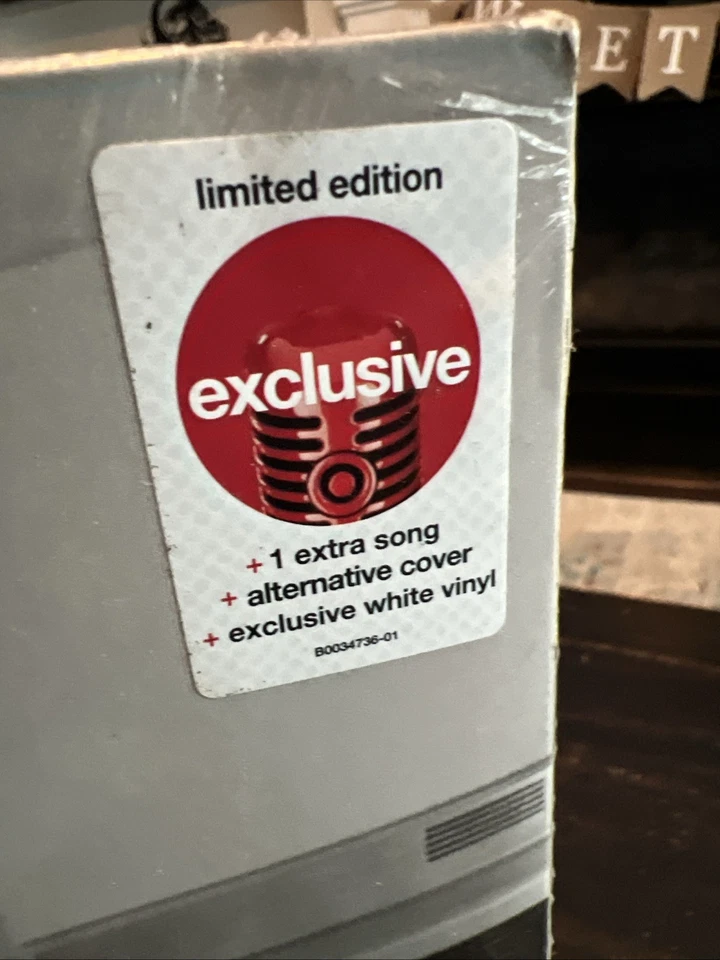 W
ET
limited edition
exclusive
+ 1 extra song
+ alternative cover
+ exclusive white vinyl
B0034736-01